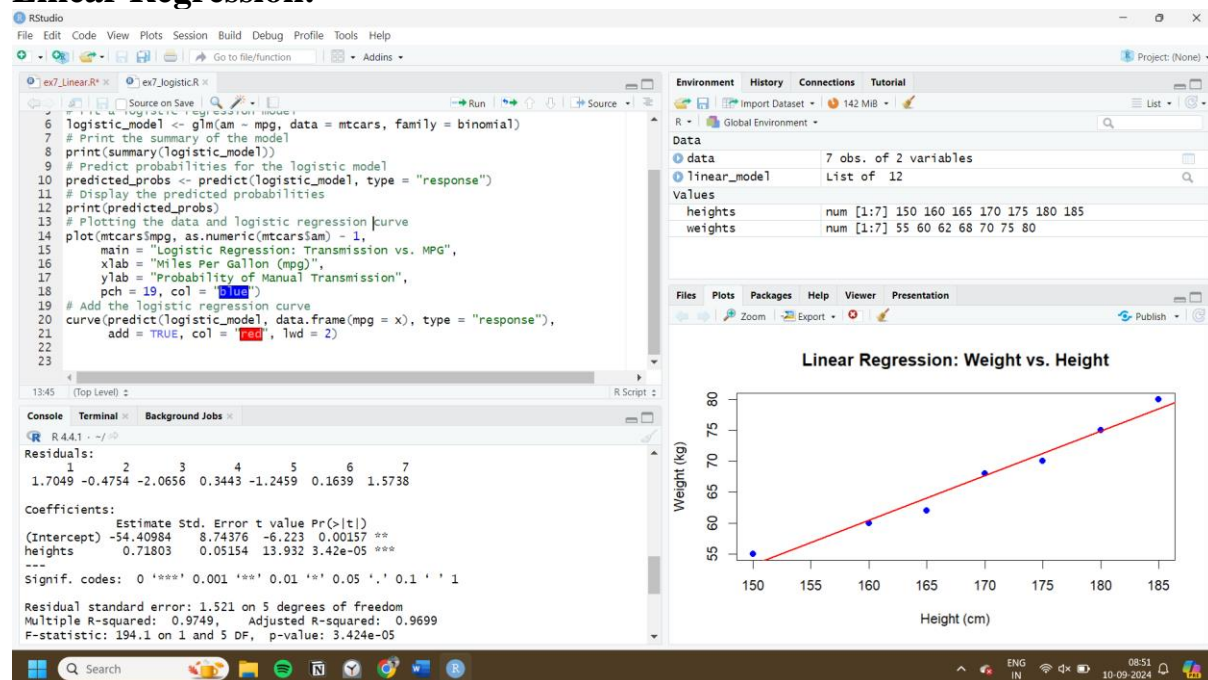 Linear Regression:
RStudio
File Edit Code View Plots Session Build Debug Profile Tools Help
Go to file/function
Addins
Project: (None)
ex7_Linear.R*
ex7_logistic.R
Source on Save
Run
Source
6 logistic_model <- glm(am ~ mpg, data = mtcars, family = binomial)
7 # Print the summary of the model
8 print(summary(logistic_model))
9 # Predict probabilities for the logistic model
10 predicted_probs <- predict(logistic_model, type = "response")
11 # Display the predicted probabilities
12 print(predicted_probs)
13 # Plotting the data and logistic regression curve
14 plot(mtcars$mpg, as.numeric(mtcars$am) - 1,
15 main = "Logistic Regression: Transmission vs. MPG",
16 xlab = "Miles Per Gallon (mpg)",
17 ylab = "Probability of Manual Transmission",
18 pch = 19, col = "blue")
19 # Add the logistic regression curve
20 curve(predict(logistic_model, data.frame(mpg = x), type = "response"),
21 add = TRUE, col = "red", lwd = 2)
22
23
13:45 (Top Level) R Script
Console Terminal Background Jobs
R 4.4.1 · ~/
Residuals:
1 2 3 4 5 6 7
1.7049 -0.4754 -2.0656 0.3443 -1.2459 0.1639 1.5738
Coefficients:
Estimate Std. Error t value Pr(>|t|)
(Intercept) -54.40984 8.74376 -6.223 0.00157 **
heights 0.71803 0.05154 13.932 3.42e-05 ***
---
Signif. codes: 0 '***' 0.001 '**' 0.01 '*' 0.05 '.' 0.1 ' ' 1
Residual standard error: 1.521 on 5 degrees of freedom
Multiple R-squared: 0.9749, Adjusted R-squared: 0.9699
F-statistic: 194.1 on 1 and 5 DF, p-value: 3.424e-05
Environment History Connections Tutorial
Import Dataset 142 MiB List
R Global Environment
Data
data 7 obs. of 2 variables
linear_model List of 12
Values
heights num [1:7] 150 160 165 170 175 180 185
weights num [1:7] 55 60 62 68 70 75 80
Files Plots Packages Help Viewer Presentation
Zoom Export Publish
Linear Regression: Weight vs. Height
Weight (kg)
80
75
70
65
60
55
150 155 160 165 170 175 180 185
Height (cm)
Search
ENG
IN
08:51
10-09-2024